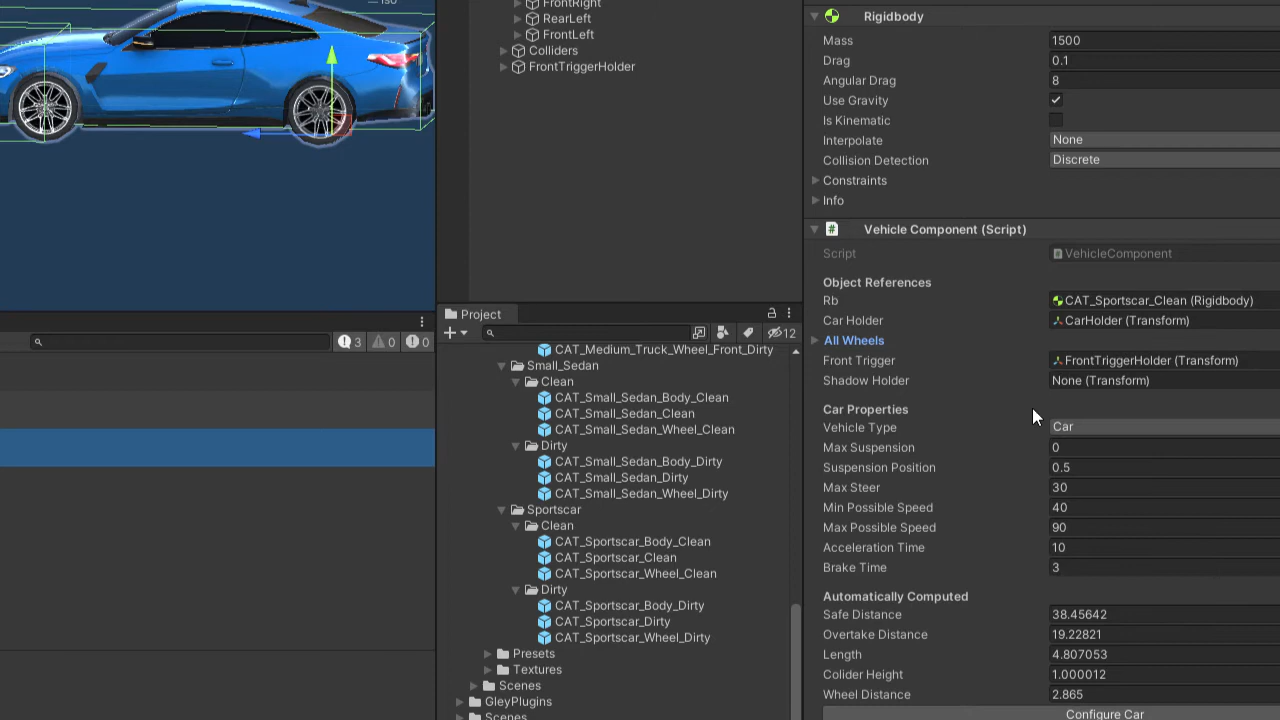 Iso
FrontRight
RearLeft
FrontLeft
Colliders
FrontTriggerHolder
3
0
0
Project
12
CAT_Medium_Truck_Wheel_Front_Dirty
Small_Sedan
Clean
CAT_Small_Sedan_Body_Clean
CAT_Small_Sedan_Clean
CAT_Small_Sedan_Wheel_Clean
Dirty
CAT_Small_Sedan_Body_Dirty
CAT_Small_Sedan_Dirty
CAT_Small_Sedan_Wheel_Dirty
Sportscar
Clean
CAT_Sportscar_Body_Clean
CAT_Sportscar_Clean
CAT_Sportscar_Wheel_Clean
Dirty
CAT_Sportscar_Body_Dirty
CAT_Sportscar_Dirty
CAT_Sportscar_Wheel_Dirty
Presets
Textures
Scenes
GleyPlugins
Scenes
Rigidbody
Mass 1500
Drag 0.1
Angular Drag 8
Use Gravity
Is Kinematic
Interpolate None
Collision Detection Discrete
Constraints
Info
# Vehicle Component (Script)
Script VehicleComponent
Object References
Rb CAT_Sportscar_Clean (Rigidbody)
Car Holder CarHolder (Transform)
All Wheels
Front Trigger FrontTriggerHolder (Transform)
Shadow Holder None (Transform)
Car Properties
Vehicle Type Car
Max Suspension 0
Suspension Position 0.5
Max Steer 30
Min Possible Speed 40
Max Possible Speed 90
Acceleration Time 10
Brake Time 3
Automatically Computed
Safe Distance 38.45642
Overtake Distance 19.22821
Length 4.807053
Colider Height 1.000012
Wheel Distance 2.865
Configure Car